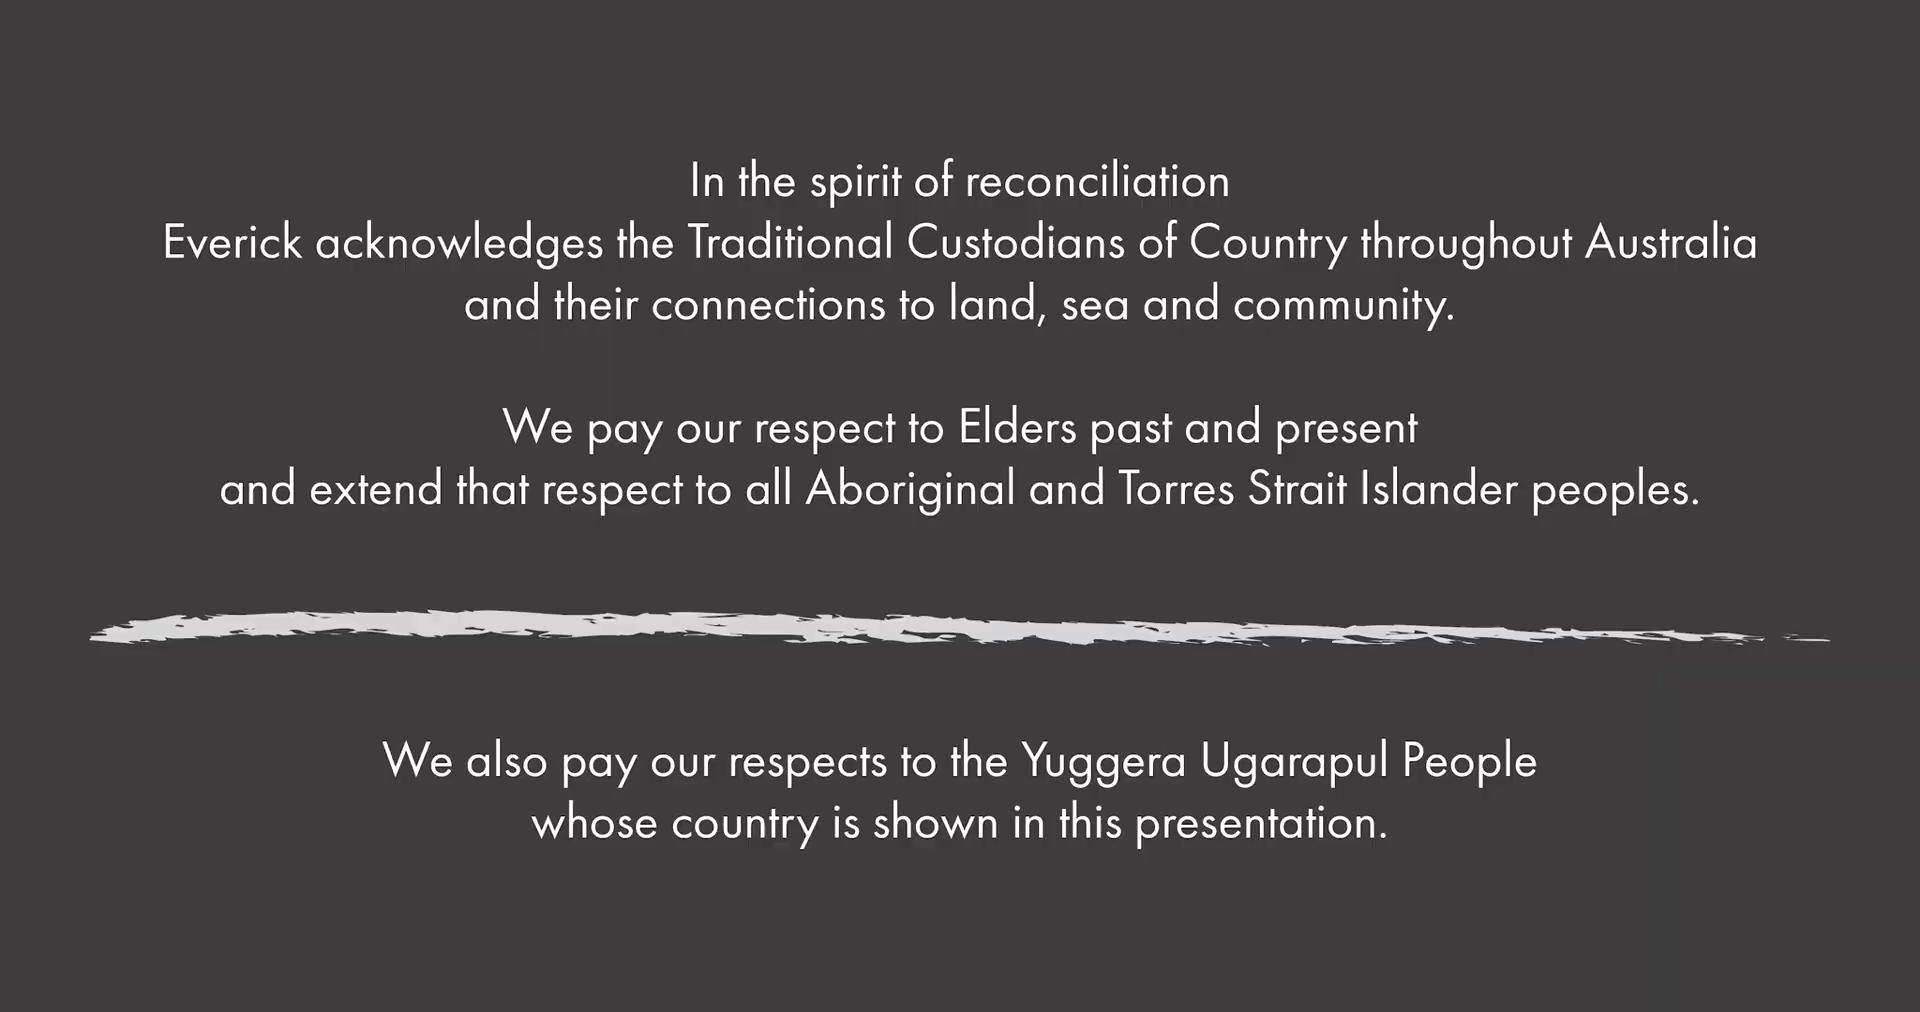 In the spirit of reconciliation
Everick acknowledges the Traditional Custodians of Country throughout Australia
and their connections to land, sea and community.
We pay our respect to Elders past and present
and extend that respect to all Aboriginal and Torres Strait Islander peoples.
We also pay our respects to the Yuggera Ugarapul People
whose country is shown in this presentation.